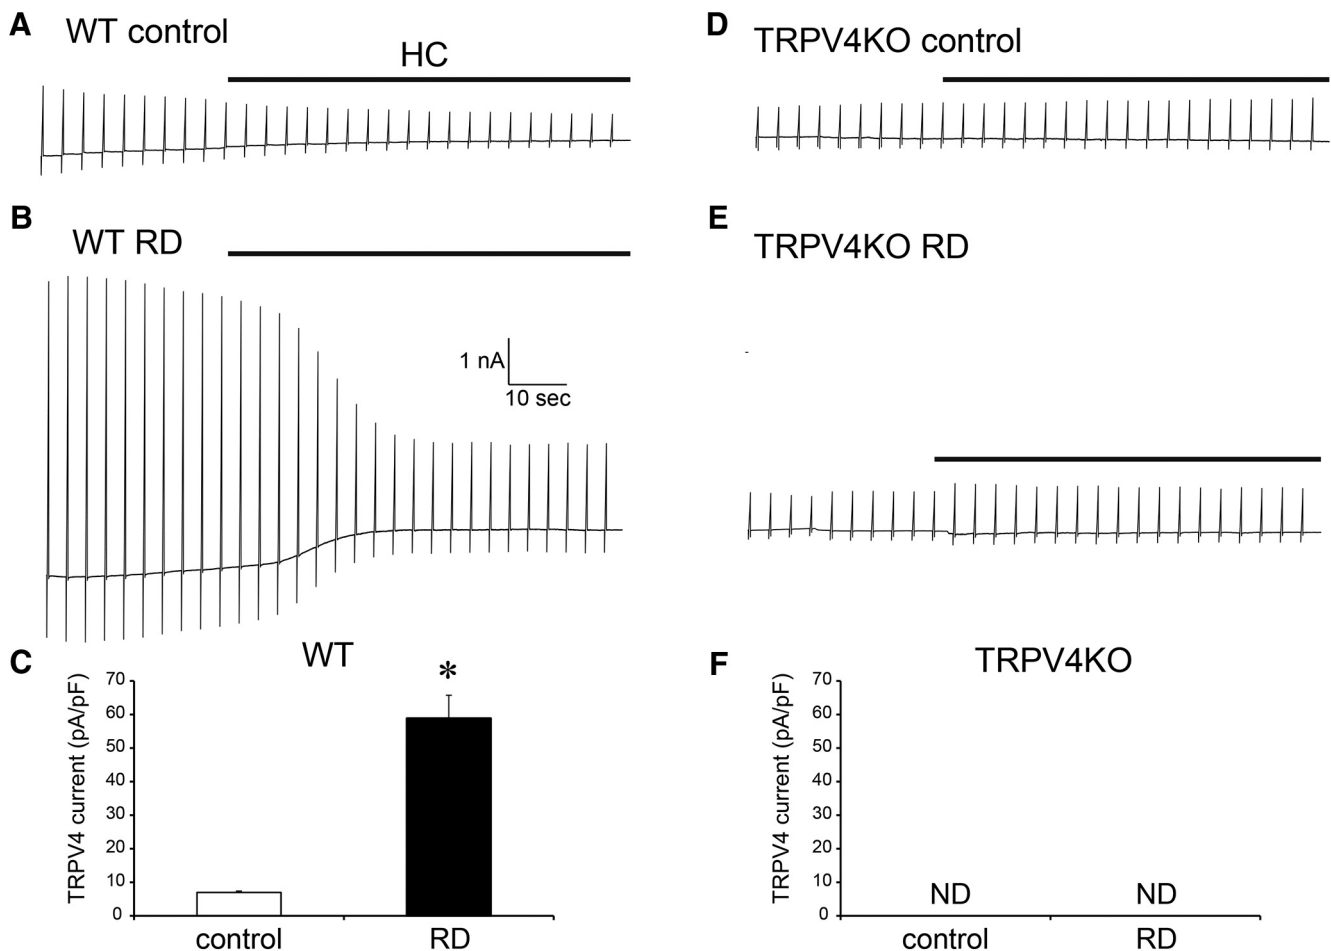 A
WT control
HC
D
TRPV4KO control
B
WT RD
1 nA
10 sec
E
TRPV4KO RD
C
WT
TRPV4 current (pA/pF)
70
60
50
40
30
20
10
0
*
control
RD
F
TRPV4KO
TRPV4 current (pA/pF)
70
60
50
40
30
20
10
0
ND
ND
control
RD